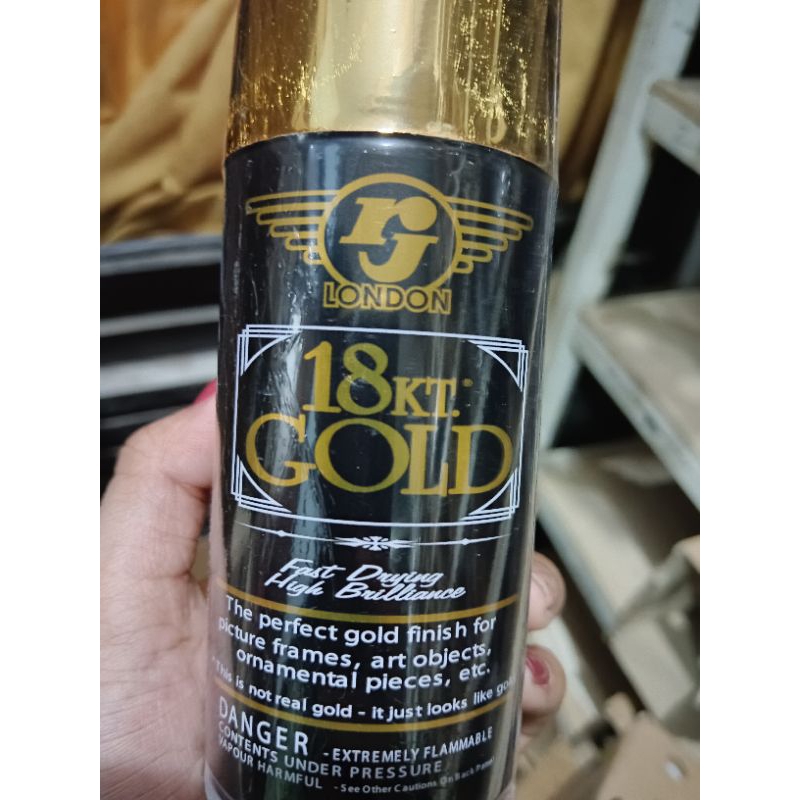 rJ
LONDON
18KT.®
GOLD
Fast Drying
High Brilliance
The perfect gold finish for
picture frames, art objects,
ornamental pieces, etc.
*This is not real gold - it just looks like
DANGER - EXTREMELY FLAMMABLE
CONTENTS UNDER PRESSURE
VAPOUR HARMFUL - See Other Cautions On Back Panel